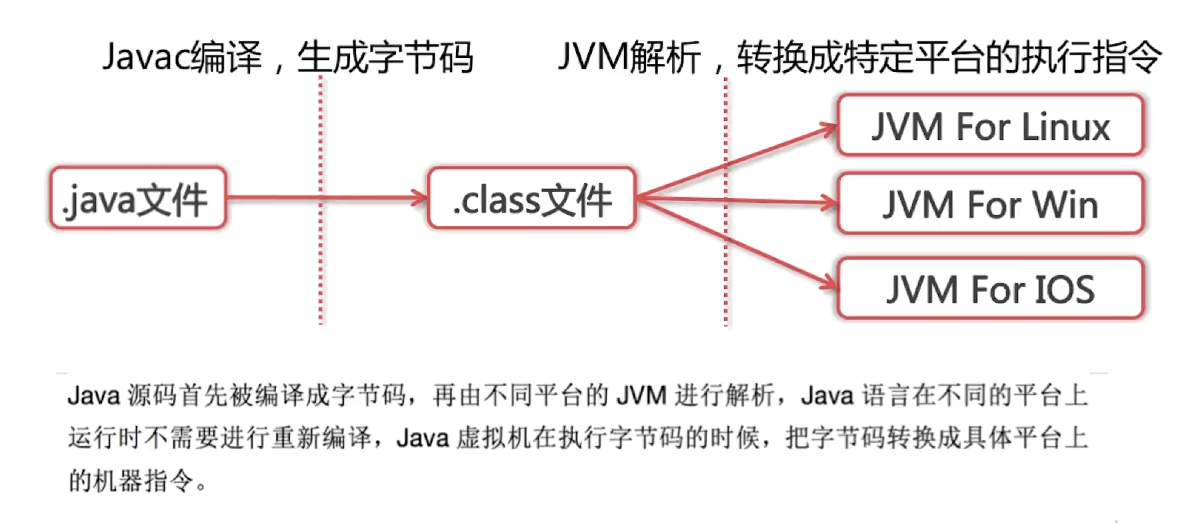 Javac编译，生成字节码
JVM解析，转换成特定平台的执行指令
.java文件
.class文件
JVM For Linux
JVM For Win
JVM For IOS
Java 源码首先被编译成字节码，再由不同平台的 JVM 进行解析，Java 语言在不同的平台上
运行时不需要进行重新编译，Java 虚拟机在执行字节码的时候，把字节码转换成具体平台上
的机器指令。